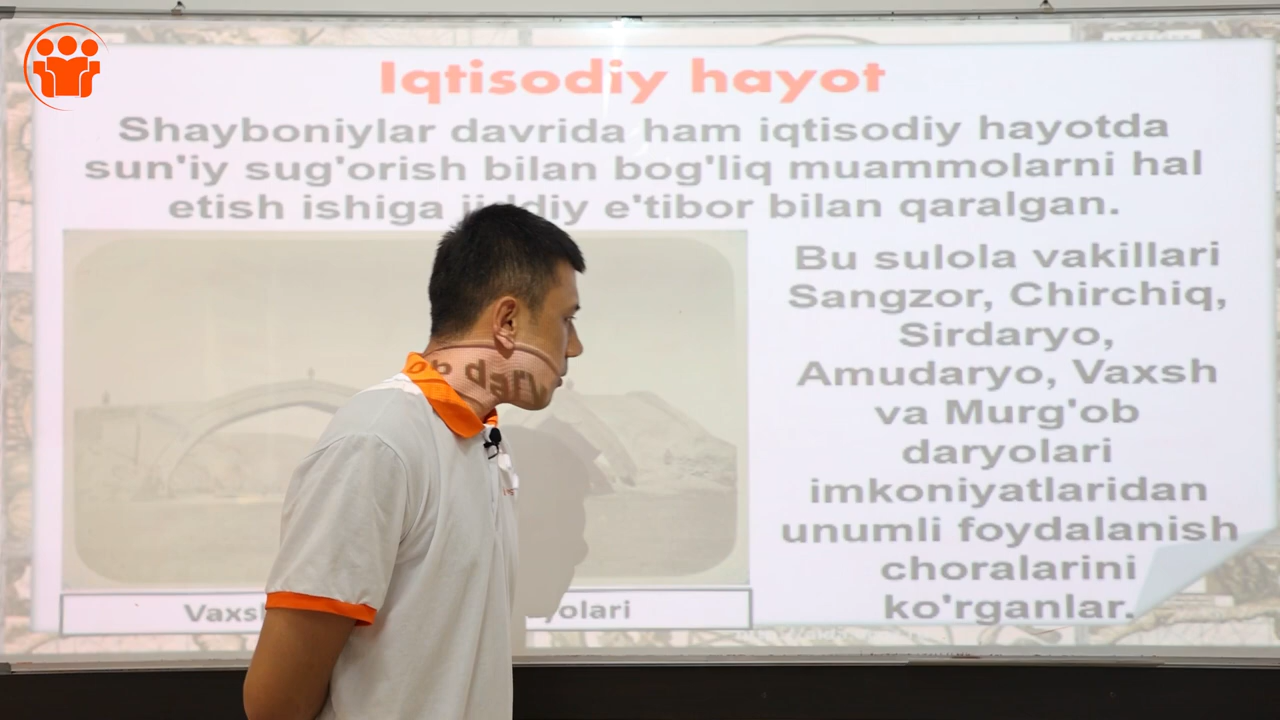 Iqtisodiy hayot
Shayboniylar davrida ham iqtisodiy hayotda
sun'iy sug'orish bilan bog'liq muammolarni hal
etish ishiga jiddiy e'tibor bilan qaralgan.
Bu sulola vakillari
Sangzor, Chirchiq,
Sirdaryo,
Amudaryo, Vaxsh
va Murg'ob
daryolari
imkoniyatlaridan
unumli foydalanish
choralarini
ko'rganlar.